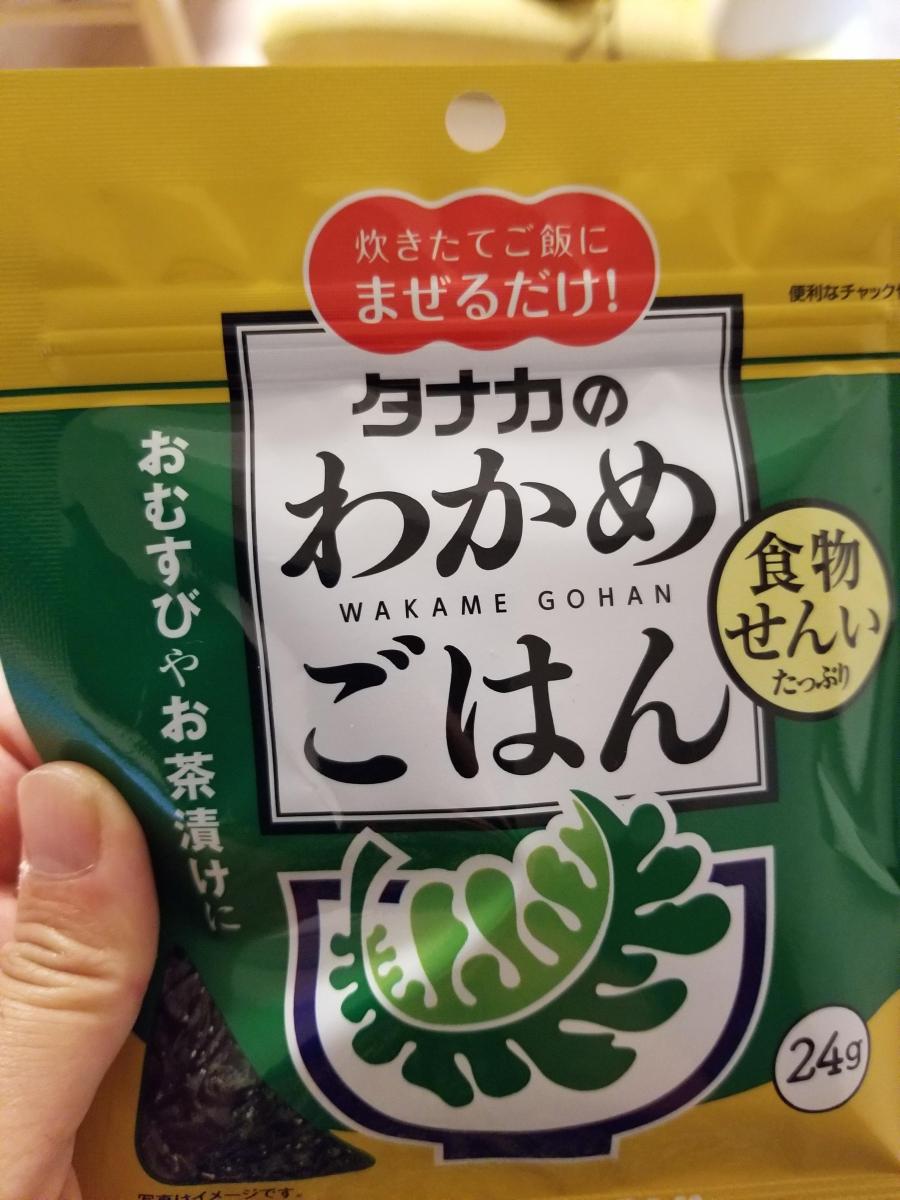 炊きたてご飯に
まぜるだけ!
便利なチャック
タナカの
わかめ
WAKAME GOHAN
ごはん
おむすびやお茶漬けに
食物
せんい
たっぷり
24g
写真はイメージです。